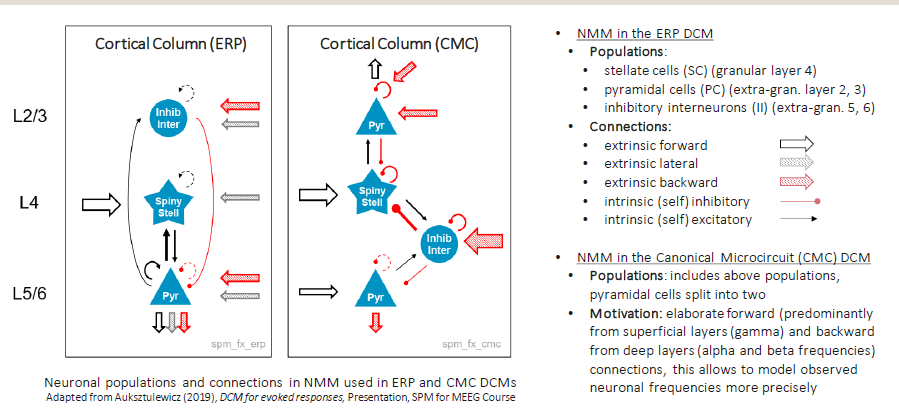 Cortical Column (ERP)
Cortical Column (CMC)
L2/3
L4
L5/6
Inhib
Inter
Spiny
Stell
Pyr
spm_fx_erp
Pyr
Spiny
Stell
Inhib
Inter
Pyr
spm_fx_cmc
Neuronal populations and connections in NMM used in ERP and CMC DCMs
Adapted from Auksztulewicz (2019), DCM for evoked responses, Presentation, SPM for MEEG Course
• NMM in the ERP DCM
• Populations:
• stellate cells (SC) (granular layer 4)
• pyramidal cells (PC) (extra-gran. layer 2, 3)
• inhibitory interneurons (II) (extra-gran. 5, 6)
• Connections:
• extrinsic forward
• extrinsic lateral
• extrinsic backward
• intrinsic (self) inhibitory
• intrinsic (self) excitatory
• NMM in the Canonical Microcircuit (CMC) DCM
• Populations: includes above populations,
pyramidal cells split into two
• Motivation: elaborate forward (predominantly
from superficial layers (gamma) and backward
from deep layers (alpha and beta frequencies)
connections, this allows to model observed
neuronal frequencies more precisely